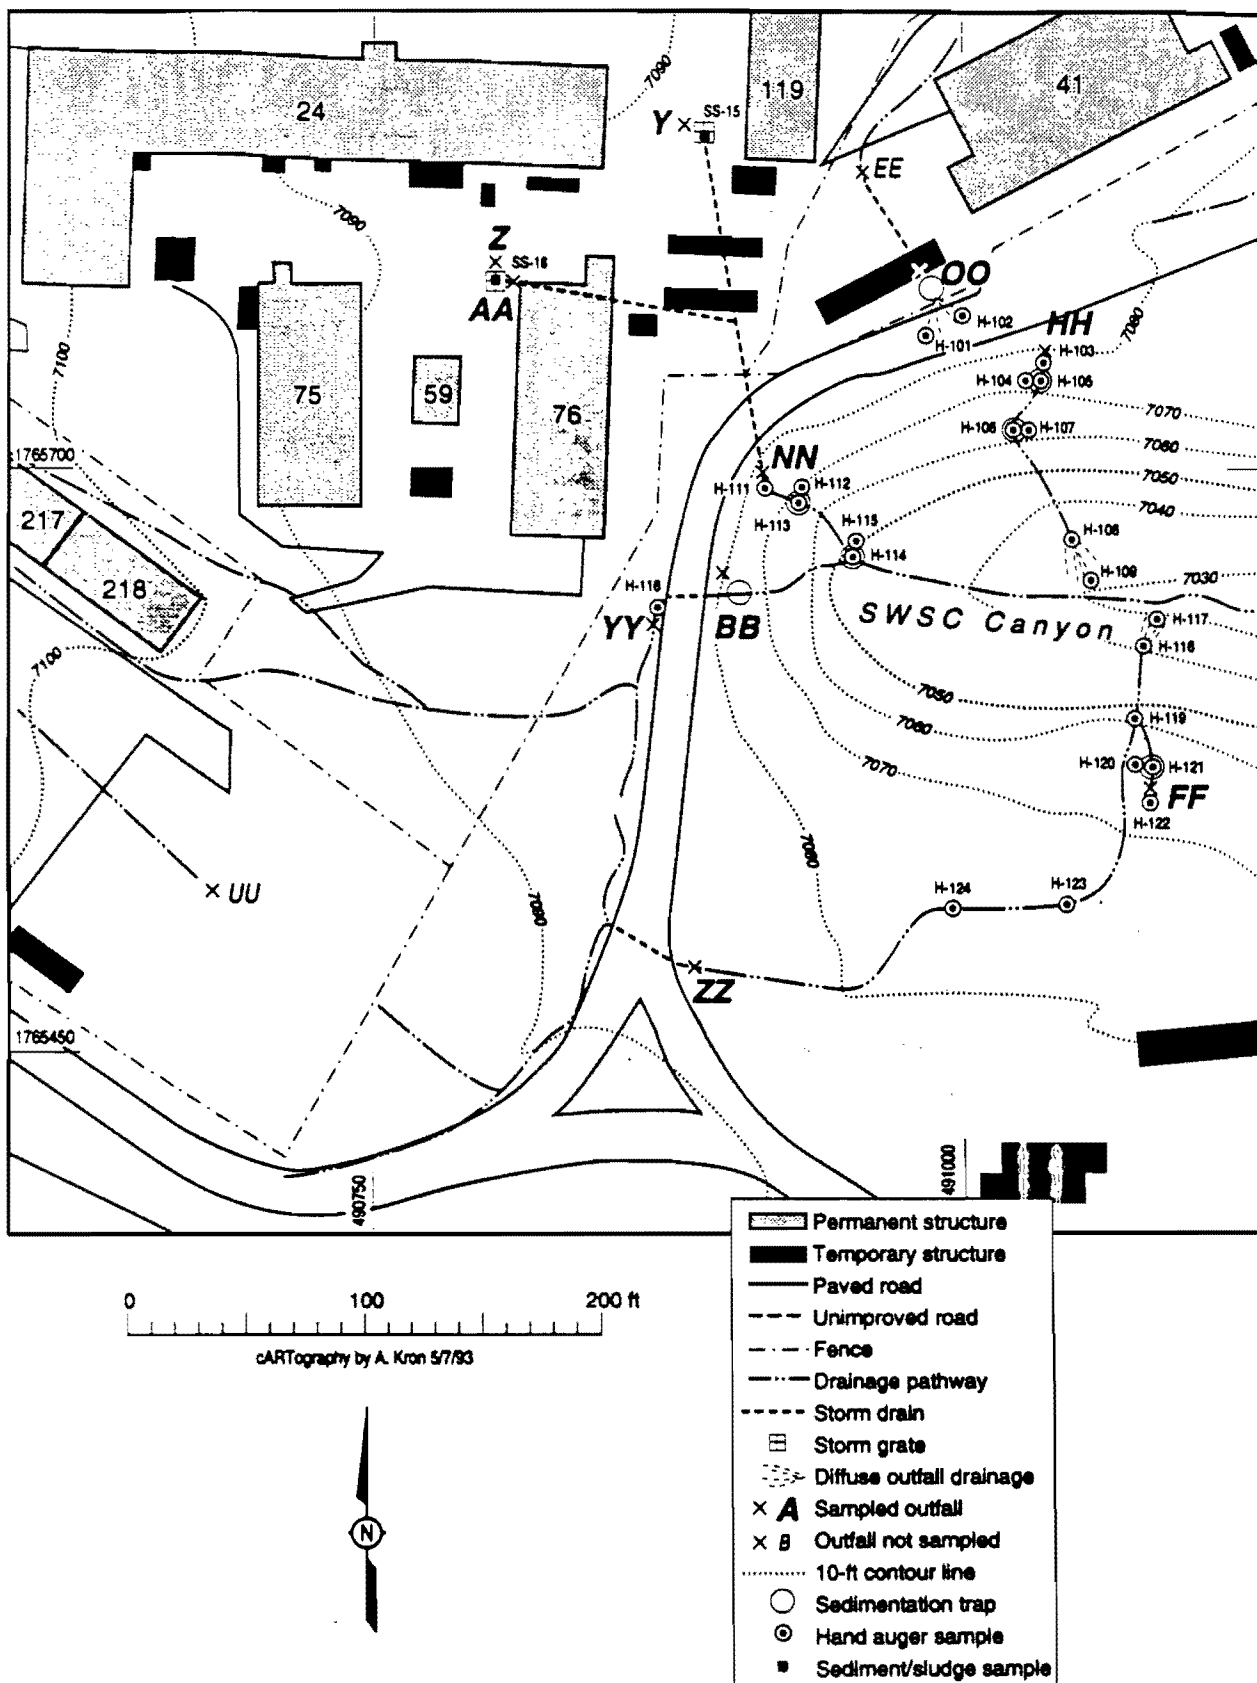 119
41
7090
24
SS-15
Y
EE
7090
Z
SS-16
AA
OO
H-102
HH
7080
H-101
H-103
7100
H-104
H-105
75
59
76
7070
H-106
H-107
7060
1765700
NN
7050
H-111
H-112
217
H-113
7040
H-115
H-108
H-114
218
H-109
7030
H-116
SWSC Canyon
H-117
YY
BB
H-118
7100
7050
H-119
7060
H-120
H-121
7070
FF
H-122
7080
UU
H-124
H-123
7090
ZZ
1765450
490750
491000
Permanent structure
Temporary structure
0 100 200 ft
Paved road
Unimproved road
cARTography by A. Kron 5/7/93
Fence
Drainage pathway
Storm drain
Storm grate
Diffuse outfall drainage
A Sampled outfall
N
B Outfall not sampled
10-ft contour line
Sedimentation trap
Hand auger sample
Sediment/sludge sample